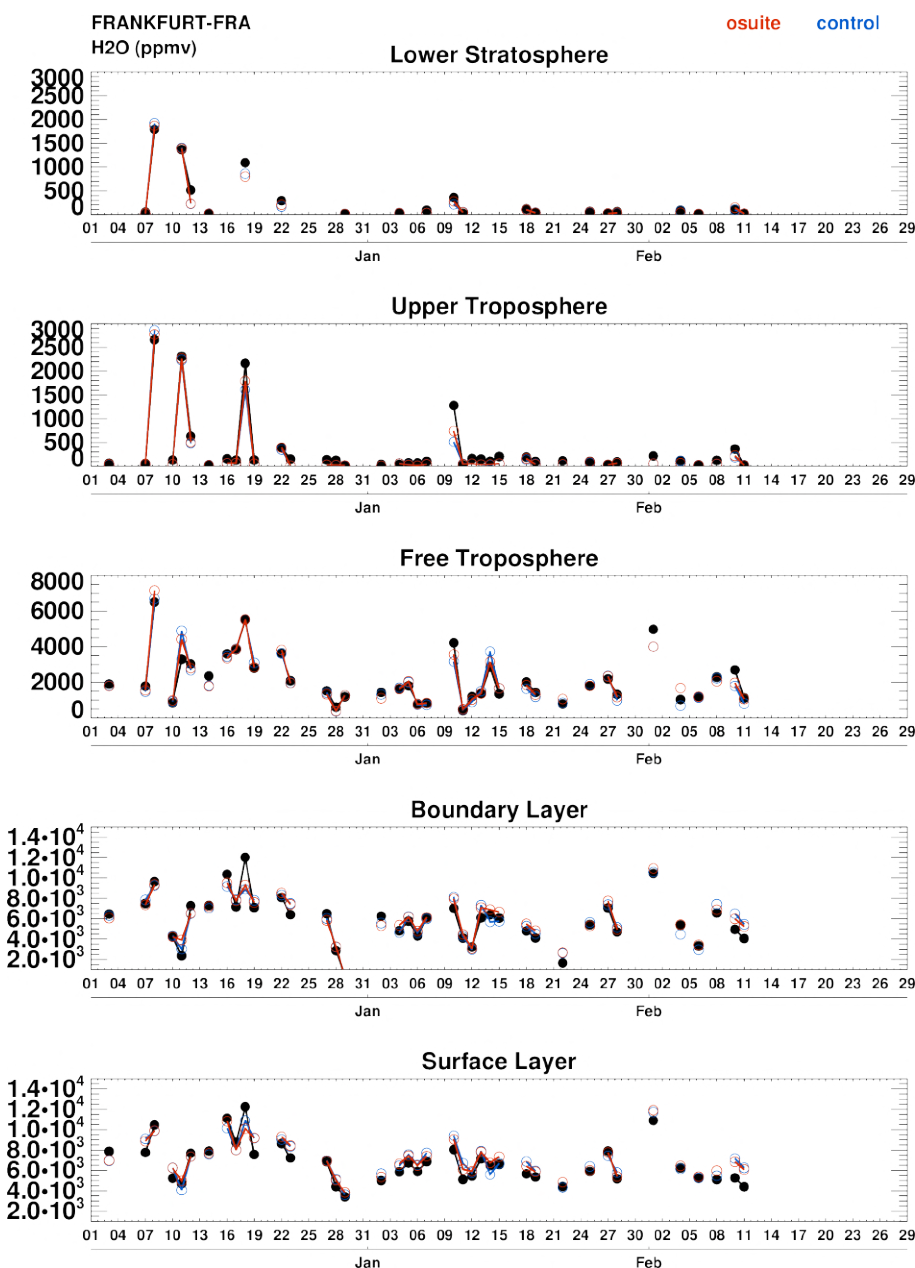 FRANKFURT-FRA osuite control
H2O (ppmv)
Lower Stratosphere
3000
2500
2000
1500
1000
500
0
01 04 07 10 13 16 19 22 25 28 31 03 06 09 12 15 18 21 24 27 30 02 05 08 11 14 17 20 23 26 29
Jan Feb
Upper Troposphere
3000
2500
2000
1500
1000
500
0
01 04 07 10 13 16 19 22 25 28 31 03 06 09 12 15 18 21 24 27 30 02 05 08 11 14 17 20 23 26 29
Jan Feb
Free Troposphere
8000
6000
4000
2000
0
01 04 07 10 13 16 19 22 25 28 31 03 06 09 12 15 18 21 24 27 30 02 05 08 11 14 17 20 23 26 29
Jan Feb
Boundary Layer
1.4•10⁴
1.2•10⁴
1.0•10⁴
8.0•10³
6.0•10³
4.0•10³
2.0•10³
01 04 07 10 13 16 19 22 25 28 31 03 06 09 12 15 18 21 24 27 30 02 05 08 11 14 17 20 23 26 29
Jan Feb
Surface Layer
1.4•10⁴
1.2•10⁴
1.0•10⁴
8.0•10³
6.0•10³
4.0•10³
2.0•10³
01 04 07 10 13 16 19 22 25 28 31 03 06 09 12 15 18 21 24 27 30 02 05 08 11 14 17 20 23 26 29
Jan Feb